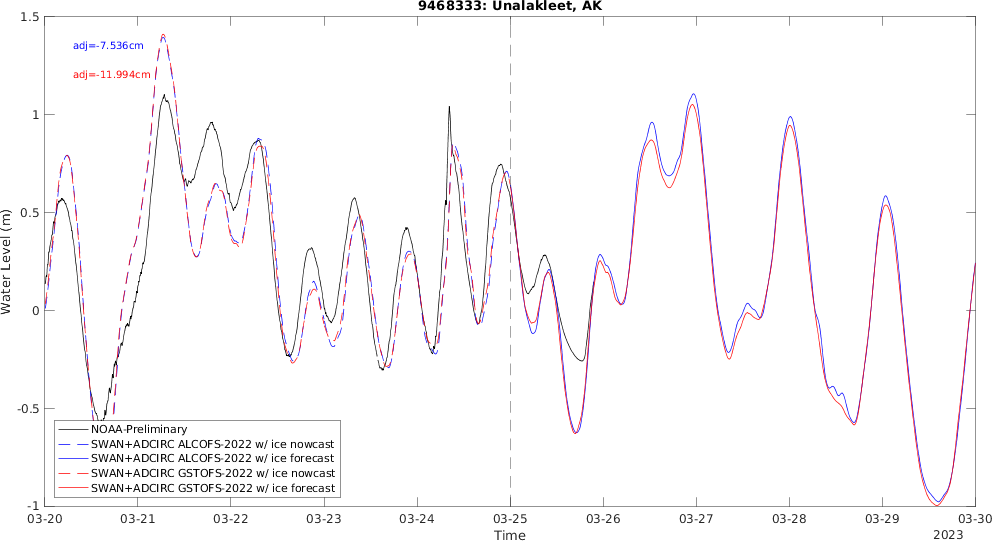 9468333: Unalakleet, AK
1.5
1
0.5
0
-0.5
-1
Water Level (m)
adj=-7.536cm
adj=-11.994cm
NOAA-Preliminary
SWAN+ADCIRC ALCOFS-2022 w/ ice nowcast
SWAN+ADCIRC ALCOFS-2022 w/ ice forecast
SWAN+ADCIRC GSTOFS-2022 w/ ice nowcast
SWAN+ADCIRC GSTOFS-2022 w/ ice forecast
03-20 03-21 03-22 03-23 03-24 03-25 03-26 03-27 03-28 03-29 03-30
Time
2023